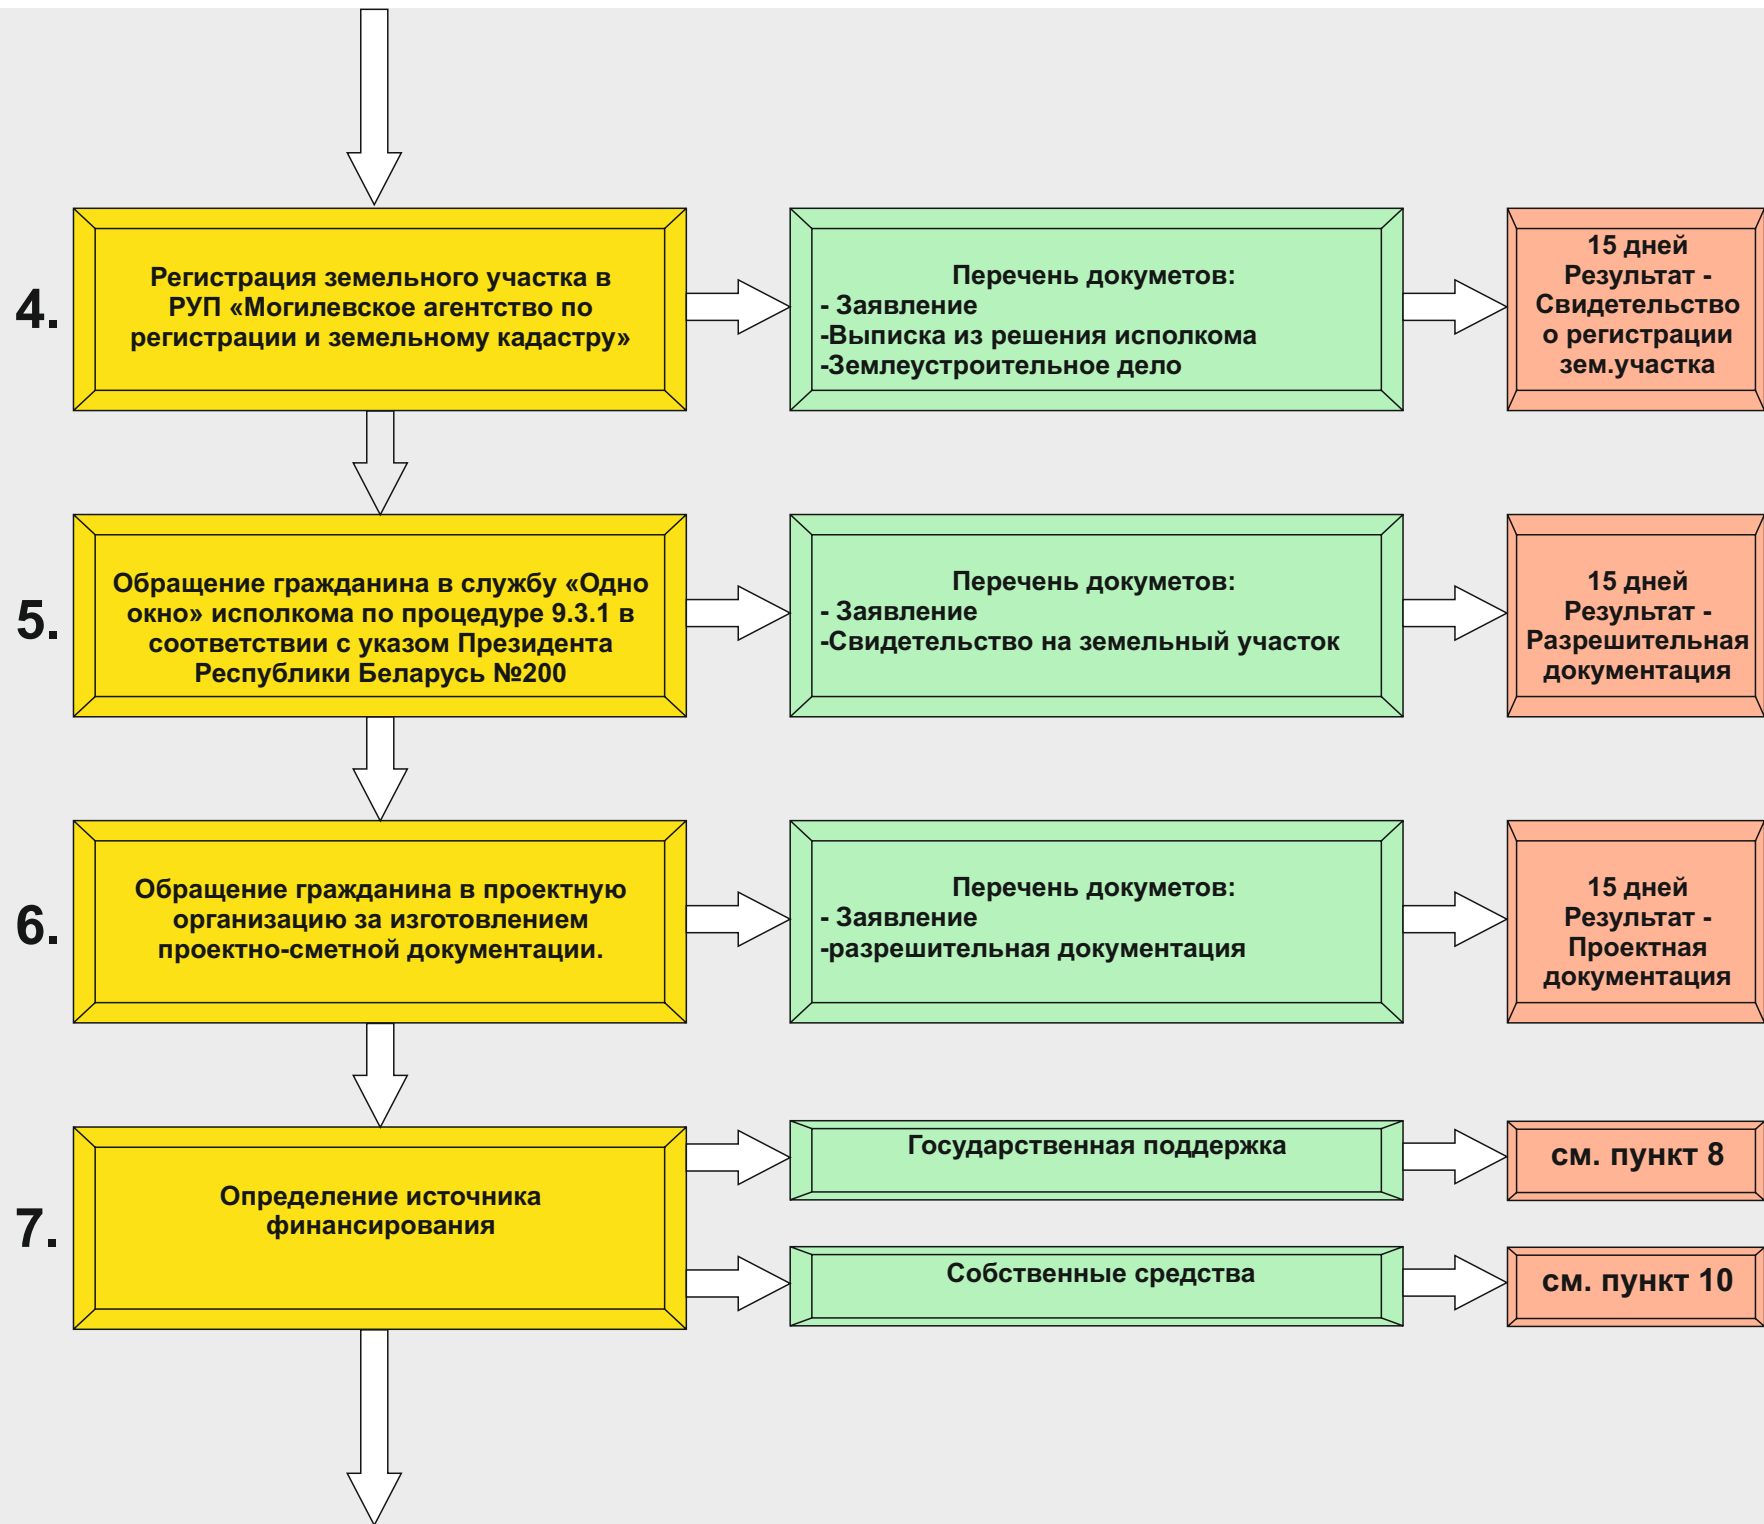 4.
Регистрация земельного участка в
РУП «Могилевское агентство по
регистрации и земельному кадастру»
Перечень докуметов:
- Заявление
-Выписка из решения исполкома
-Землеустроительное дело
15 дней
Результат -
Свидетельство
о регистрации
зем.участка
5.
Обращение гражданина в службу «Одно
окно» исполкома по процедуре 9.3.1 в
соответствии с указом Президента
Республики Беларусь №200
Перечень докуметов:
- Заявление
-Свидетельство на земельный участок
15 дней
Результат -
Разрешительная
документация
6.
Обращение гражданина в проектную
организацию за изготовлением
проектно-сметной документации.
Перечень докуметов:
- Заявление
-разрешительная документация
15 дней
Результат -
Проектная
документация
7.
Определение источника
финансирования
Государственная поддержка
см. пункт 8
Собственные средства
см. пункт 10